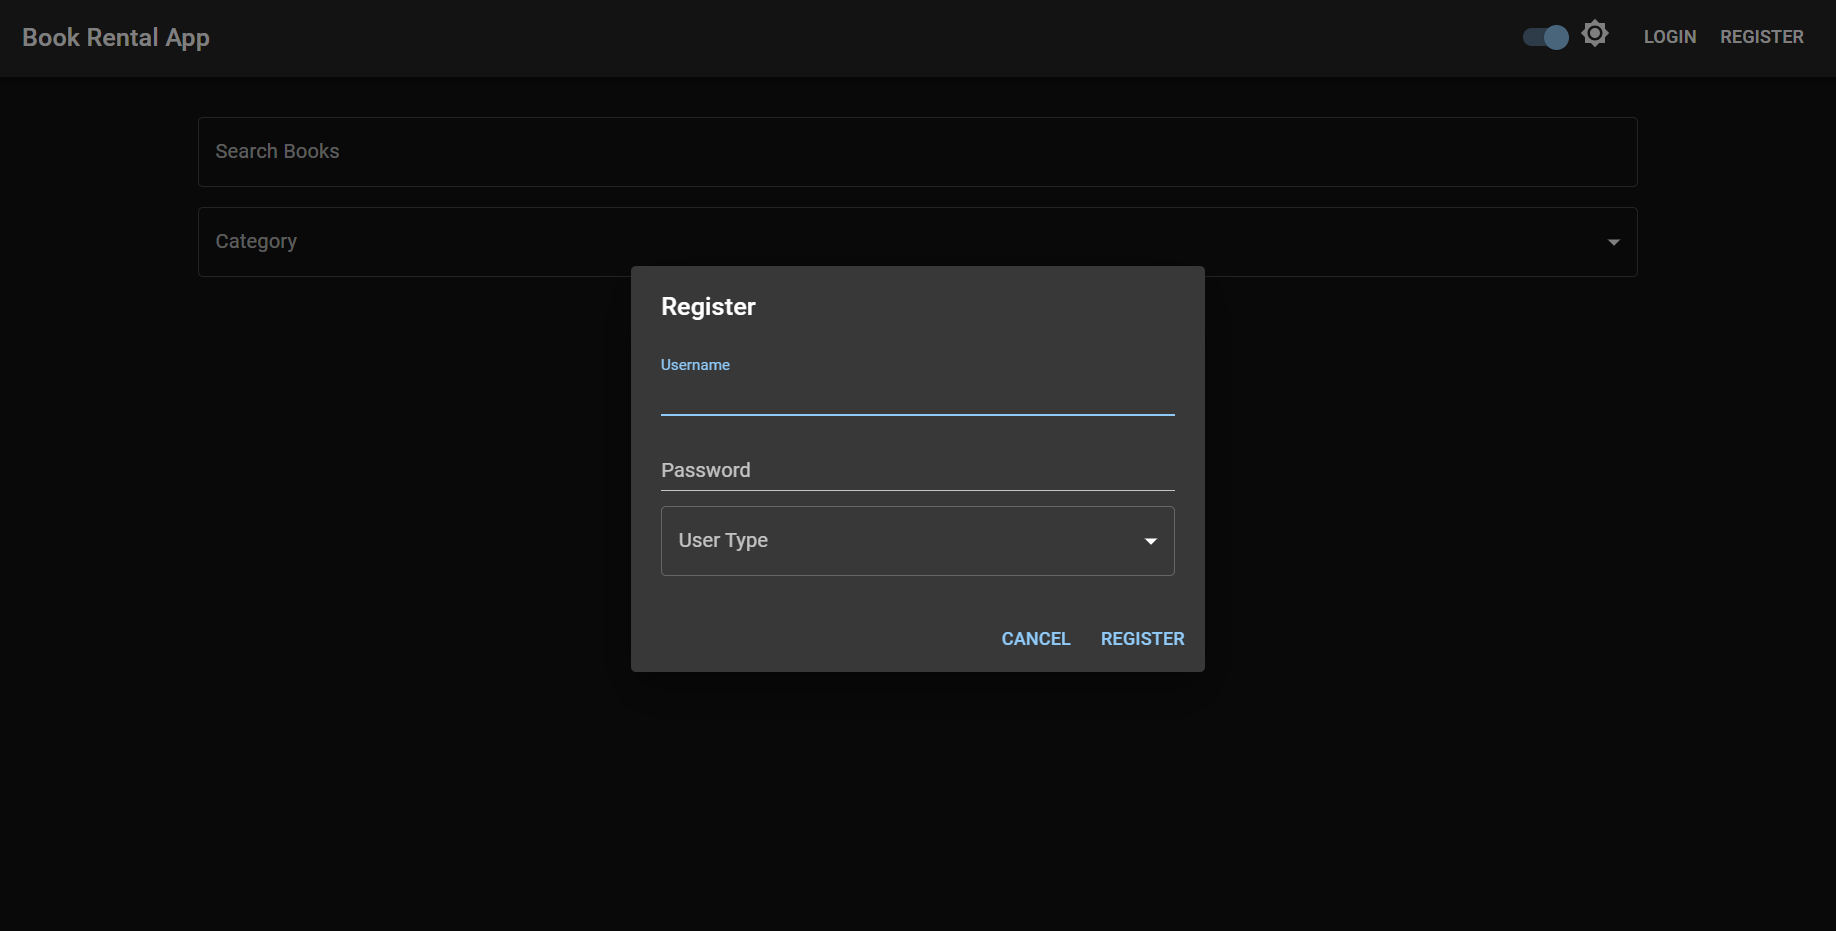 Book Rental App
LOGIN REGISTER
Search Books
Category
Register
Username
Password
User Type
CANCEL REGISTER